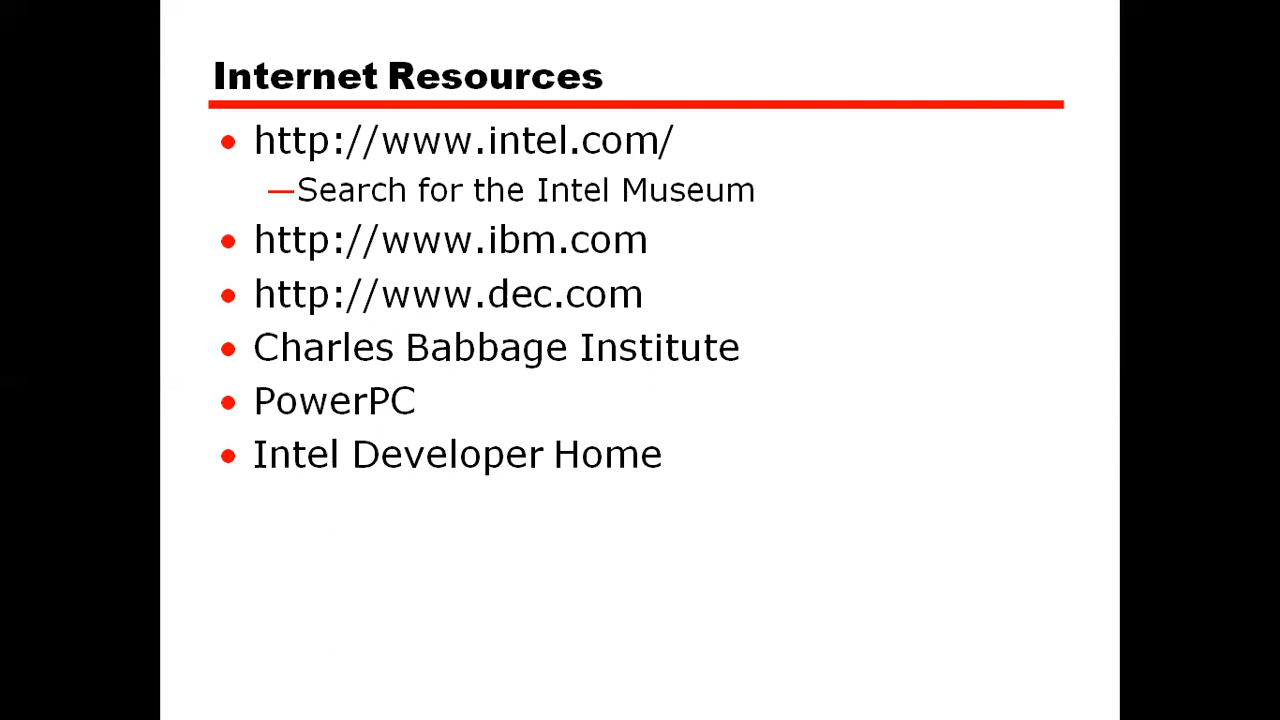 Internet Resources
• http://www.intel.com/
—Search for the Intel Museum
• http://www.ibm.com
• http://www.dec.com
• Charles Babbage Institute
• PowerPC
• Intel Developer Home